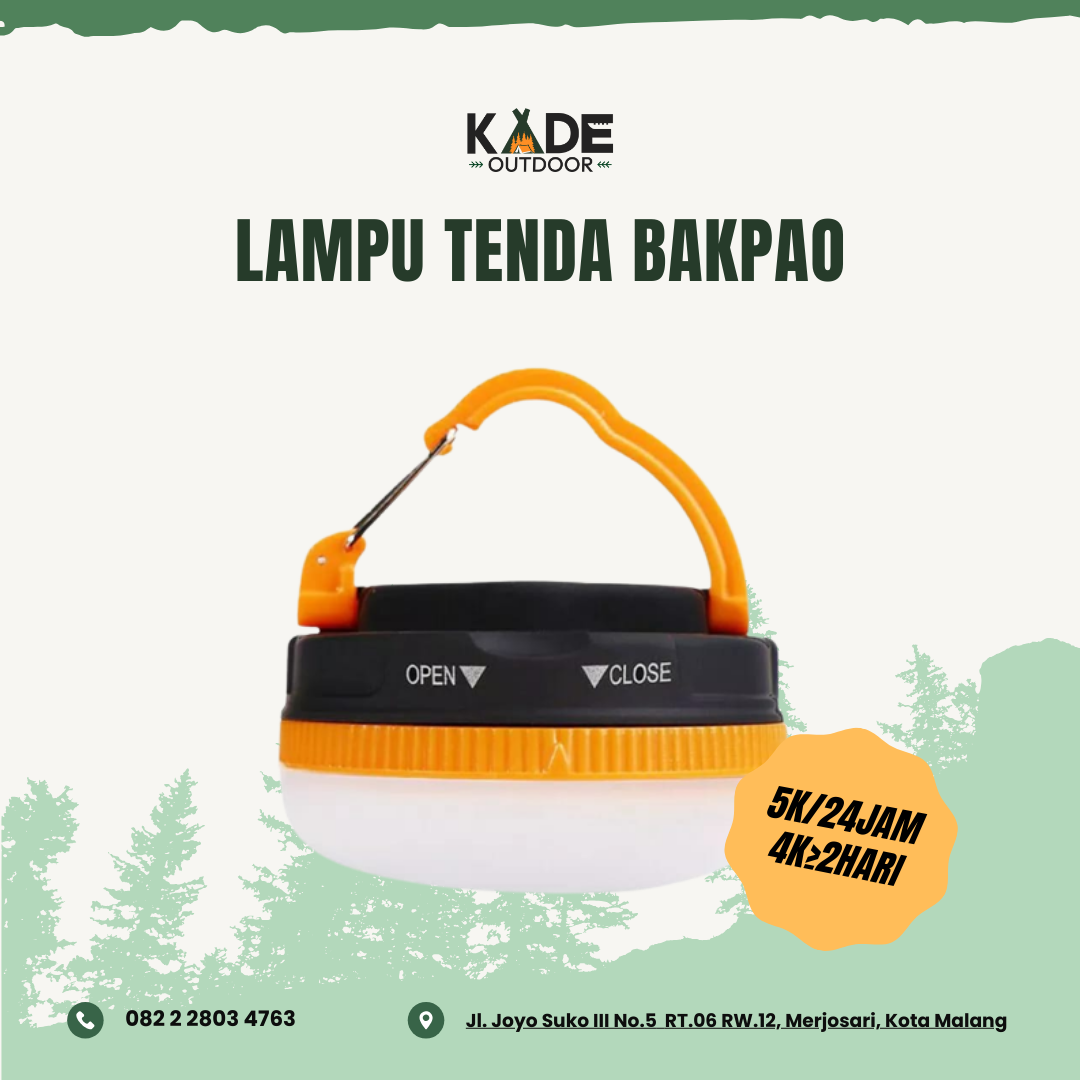 KADE
OUTDOOR
LAMPU TENDA BAKPAO
OPEN CLOSE
5K/24JAM
4K≥2HARI
082 2 2803 4763
Jl. Joyo Suko III No.5 RT.06 RW.12, Merjosari, Kota Malang